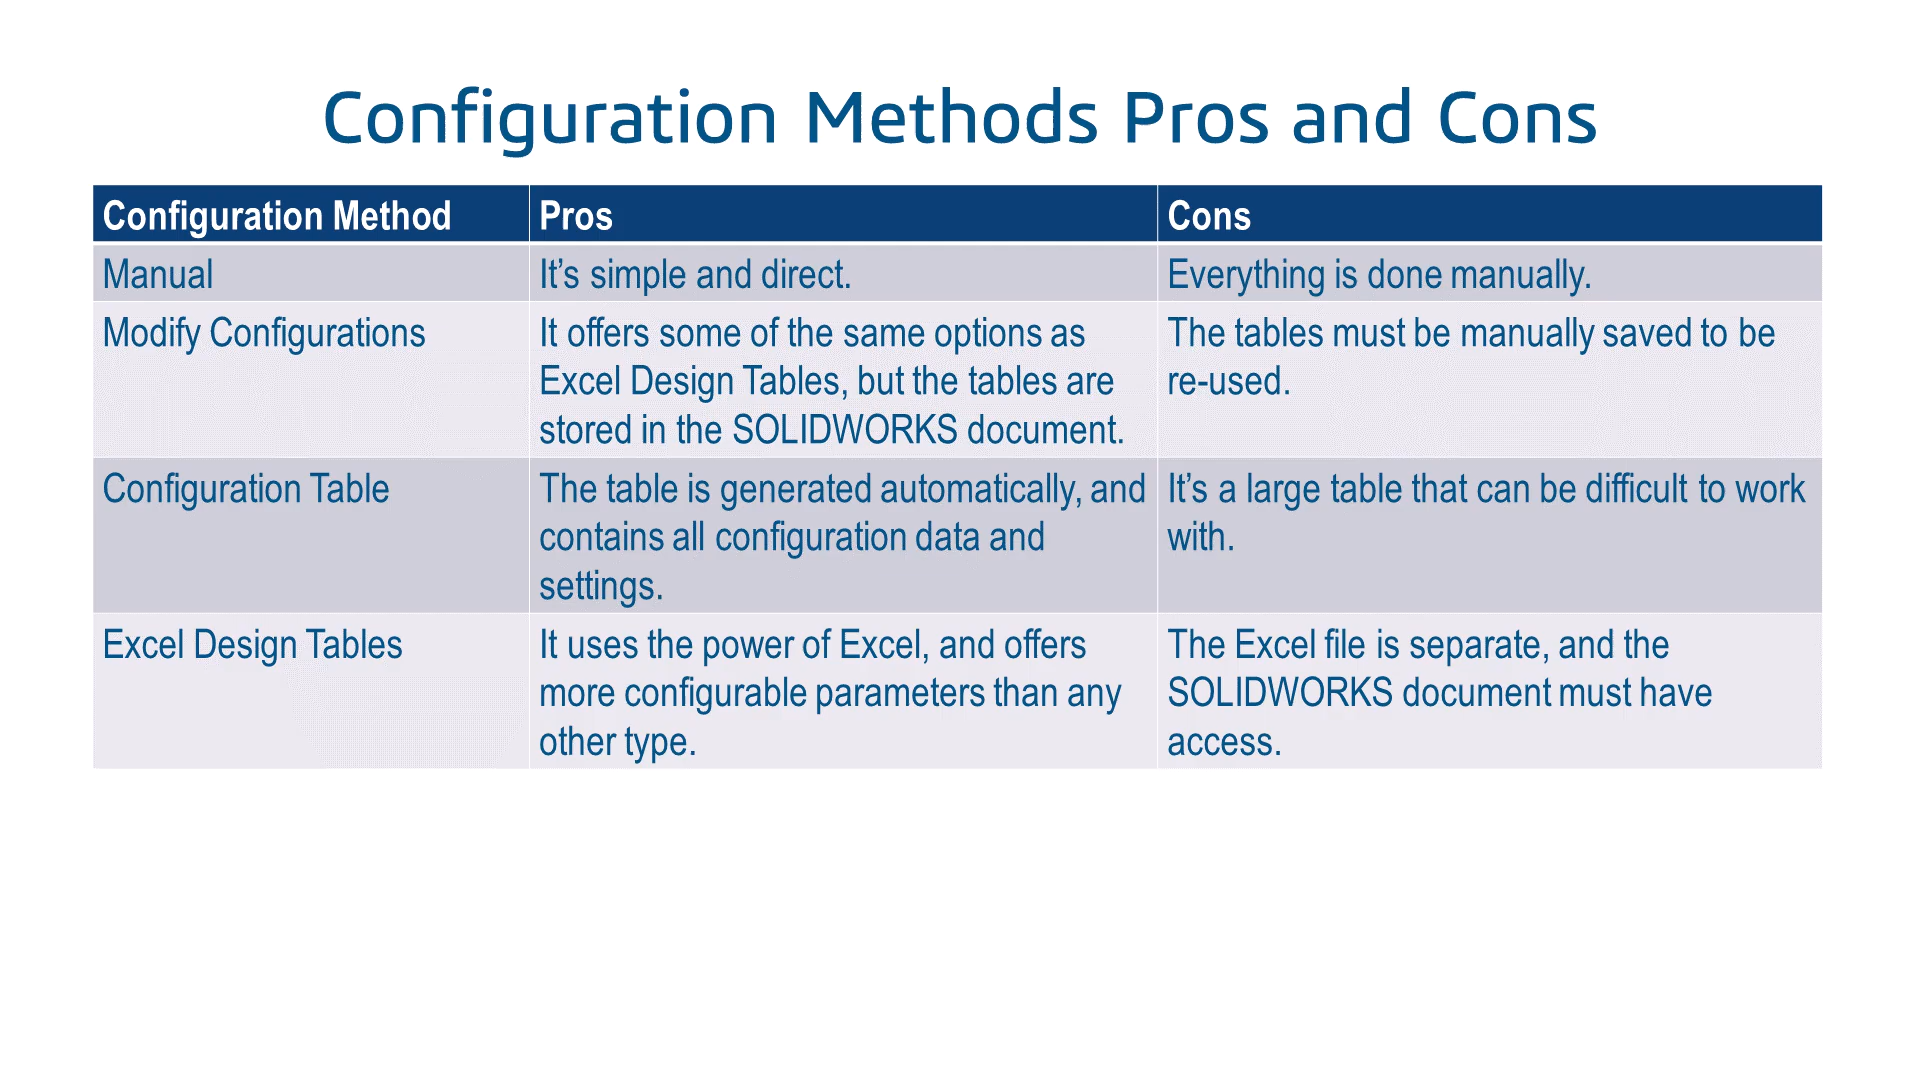 Configuration Methods Pros and Cons
Configuration Method
Pros
Cons
Manual
It’s simple and direct.
Everything is done manually.
Modify Configurations
It offers some of the same options as
Excel Design Tables, but the tables are
stored in the SOLIDWORKS document.
The tables must be manually saved to be
re-used.
Configuration Table
The table is generated automatically, and
contains all configuration data and
settings.
It’s a large table that can be difficult to work
with.
Excel Design Tables
It uses the power of Excel, and offers
more configurable parameters than any
other type.
The Excel file is separate, and the
SOLIDWORKS document must have
access.